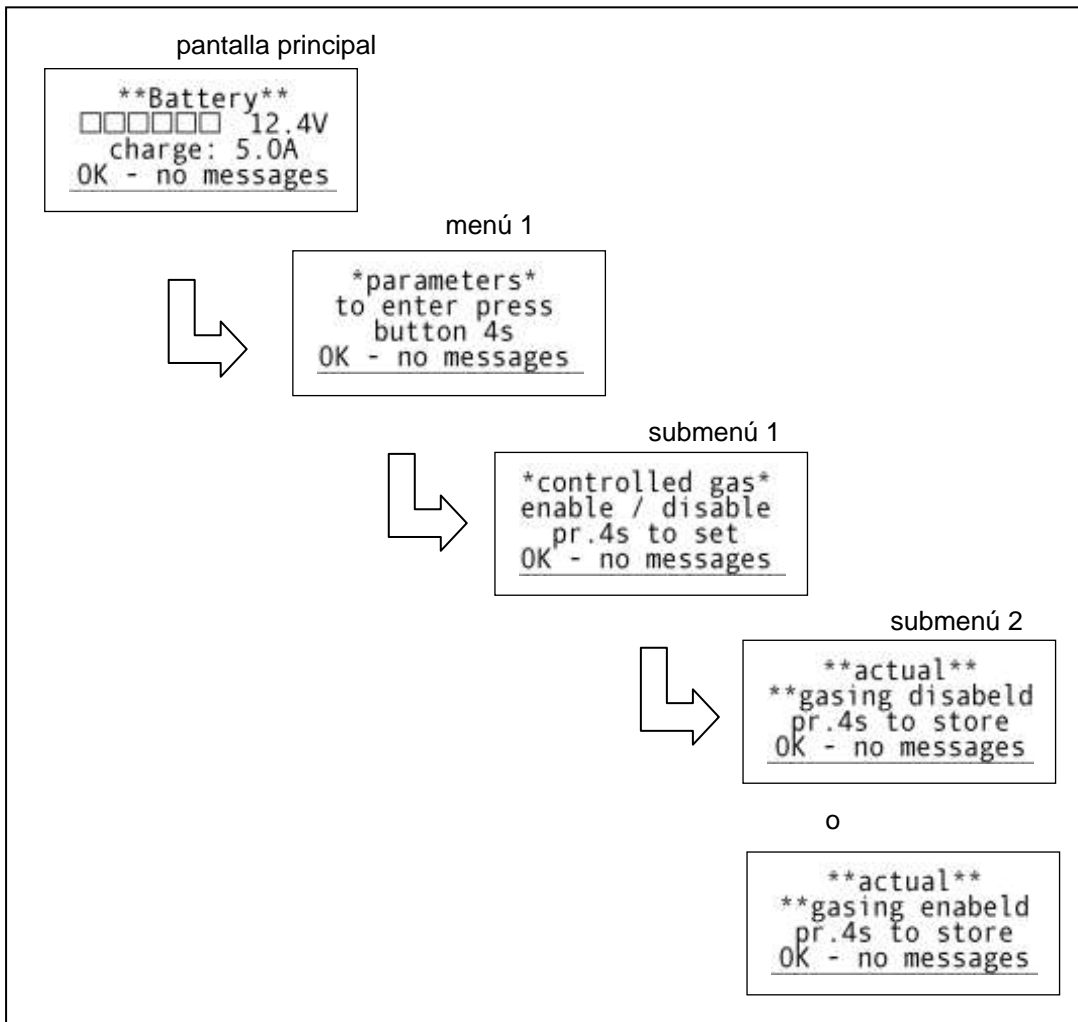 pantalla principal
**Battery**
□□□□□□ 12.4V
charge: 5.0A
OK - no messages
menú 1
*parameters*
to enter press
button 4s
OK - no messages
submenú 1
*controlled gas*
enable / disable
pr.4s to set
OK - no messages
submenú 2
**actual**
**gasing disabeld
pr.4s to store
OK - no messages
o
**actual**
**gasing enabeld
pr.4s to store
OK - no messages